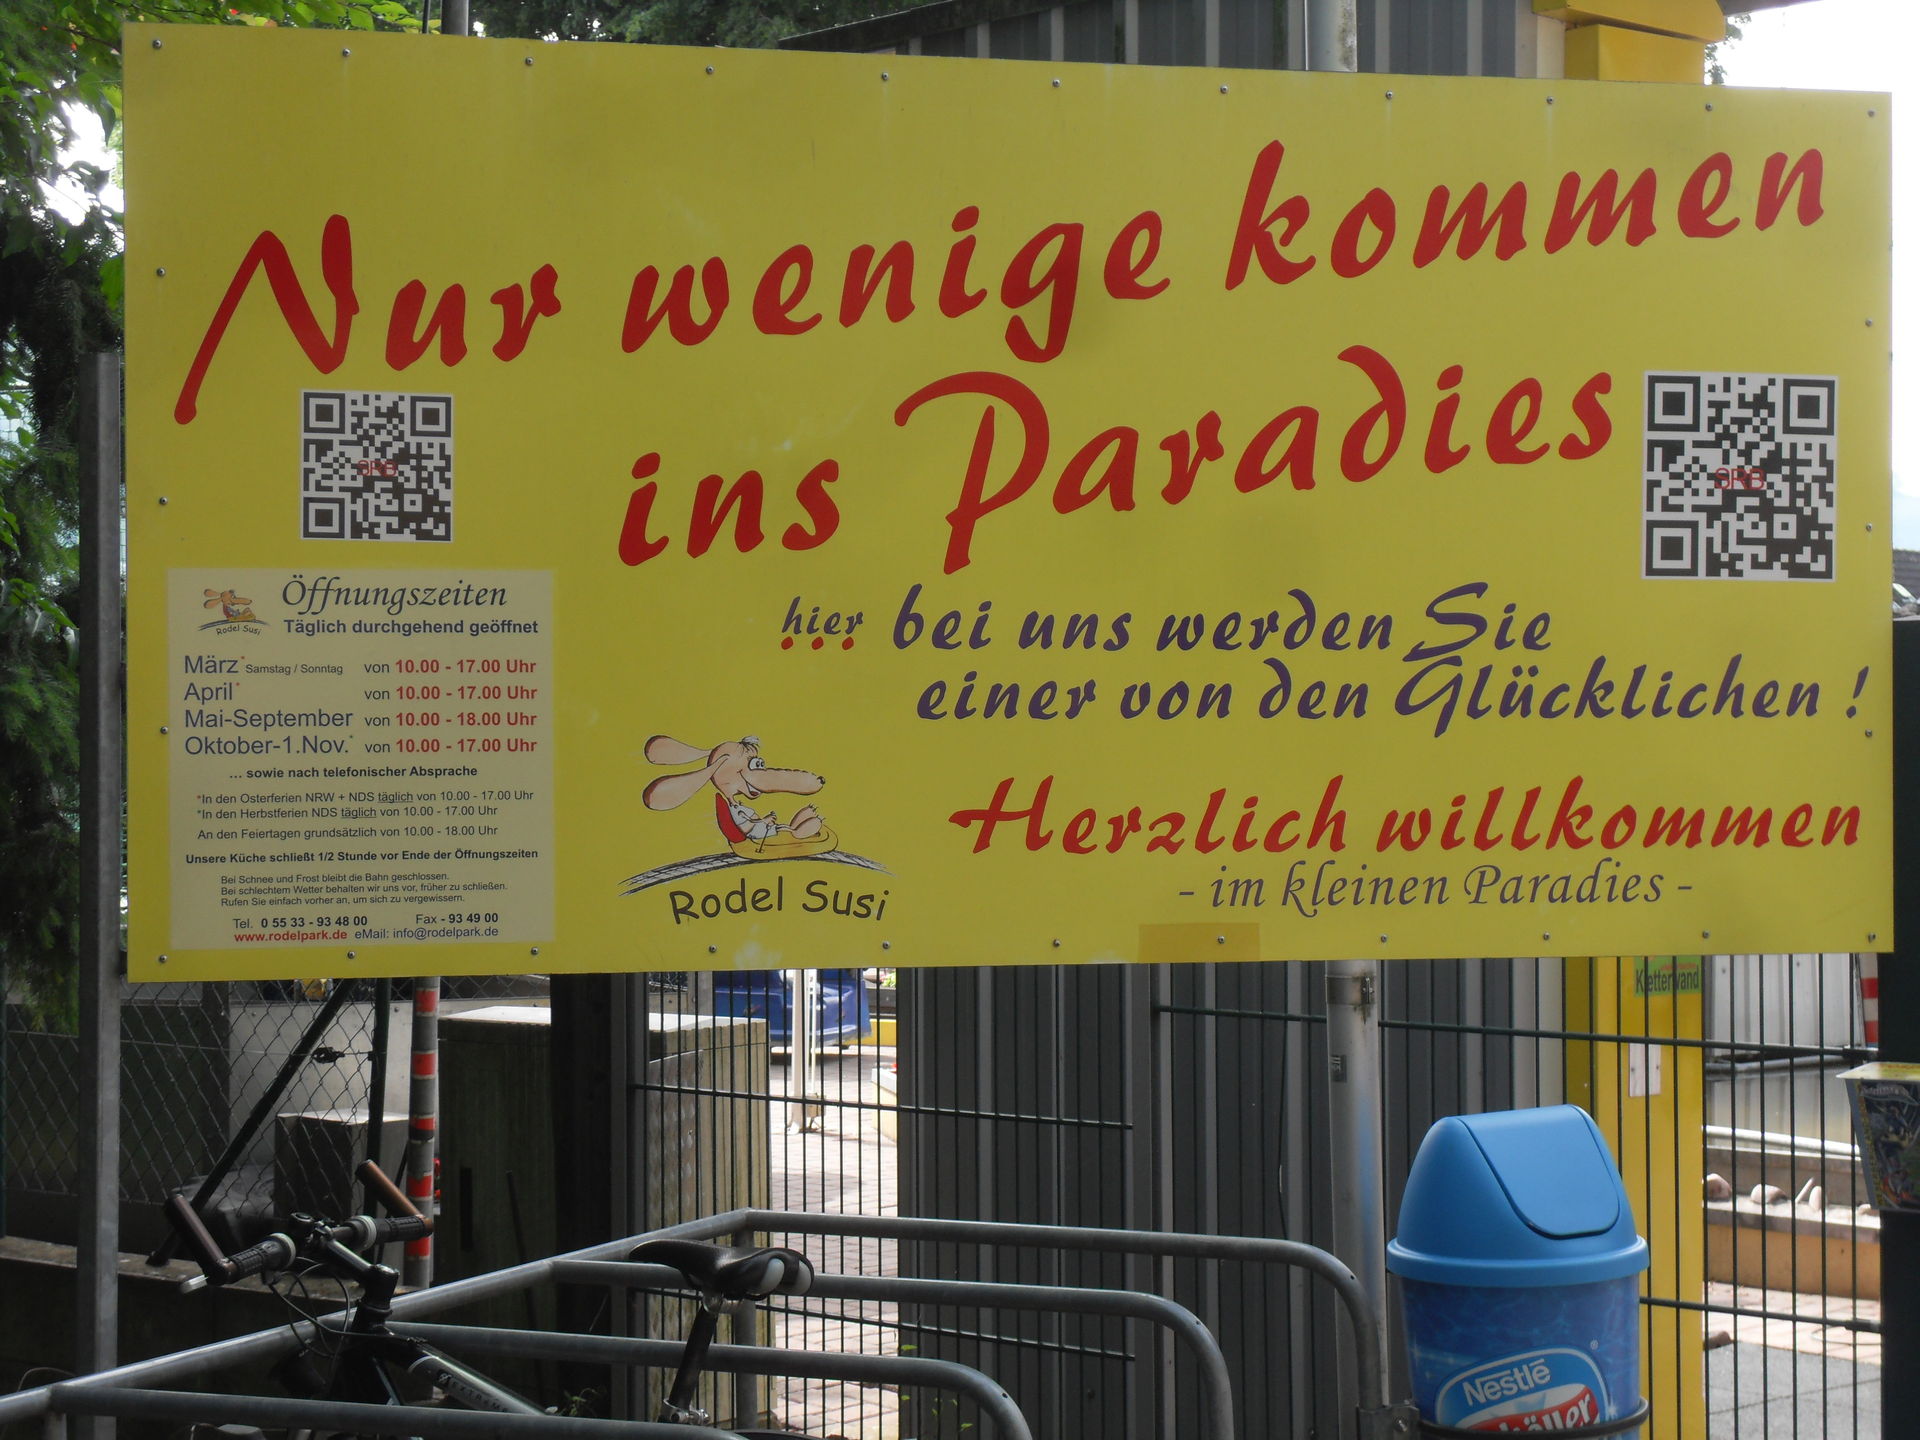 Nur wenige kommen
ins Paradies
SRB
SRB
... hier bei uns werden Sie
einer von den Glücklichen !
Herzlich willkommen
- im kleinen Paradies -
Rodel Susi
Rodel Susi
Öffnungszeiten
Täglich durchgehend geöffnet
März* Samstag / Sonntag von 10.00 - 17.00 Uhr
April* von 10.00 - 17.00 Uhr
Mai-September von 10.00 - 18.00 Uhr
Oktober-1.Nov.* von 10.00 - 17.00 Uhr
... sowie nach telefonischer Absprache
*In den Osterferien NRW + NDS täglich von 10.00 - 17.00 Uhr
*In den Herbstferien NDS täglich von 10.00 - 17.00 Uhr
An den Feiertagen grundsätzlich von 10.00 - 18.00 Uhr
Unsere Küche schließt 1/2 Stunde vor Ende der Öffnungszeiten
Bei Schnee und Frost bleibt die Bahn geschlossen.
Bei schlechtem Wetter behalten wir uns vor, früher zu schließen.
Rufen Sie einfach vorher an, um sich zu vergewissern.
Tel. 0 55 33 - 93 48 00 Fax - 93 49 00
www.rodelpark.de eMail: info@rodelpark.de
Kletterwand
Nestlé